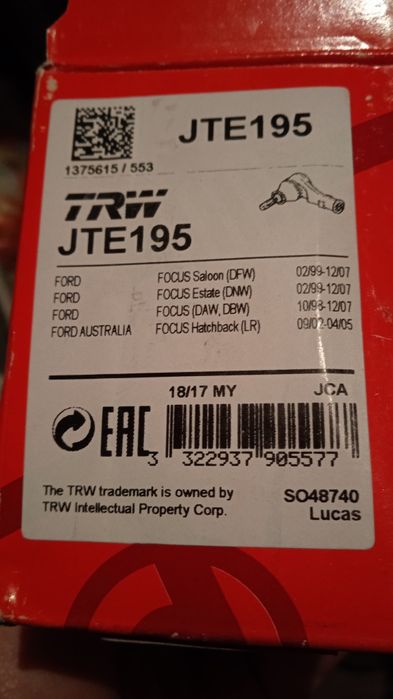 JTE195
1375615 / 553
TRW
JTE195
FORD FOCUS Saloon (DFW) 02/99-12/07
FORD FOCUS Estate (DNW) 02/99-12/07
FORD FOCUS (DAW, DBW) 10/98-12/07
FORD AUSTRALIA FOCUS Hatchback (LR) 09/02-04/05
18/17 MY JCA
EAC
3 322937 905577
The TRW trademark is owned by
TRW Intellectual Property Corp.
SO48740
Lucas